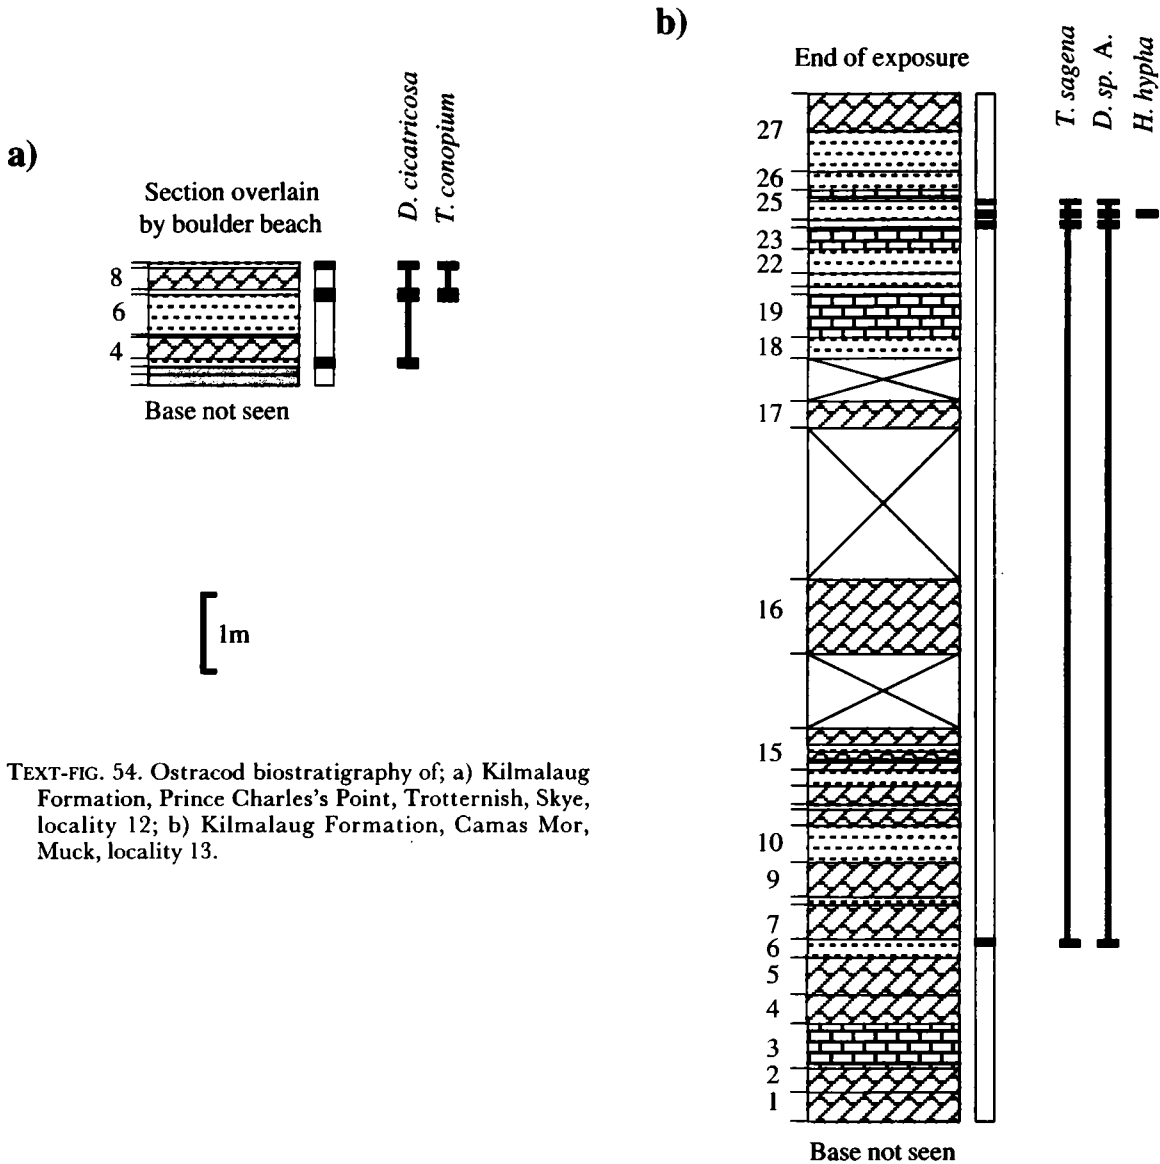 a)
Section overlain
by boulder beach
D. cicatricosa
T. conopium
8
6
4
Base not seen
1m
TEXT-FIG. 54. Ostracod biostratigraphy of; a) Kilmalaug
Formation, Prince Charles's Point, Trotternish, Skye,
locality 12; b) Kilmalaug Formation, Camas Mor,
Muck, locality 13.
b)
End of exposure
T. sagena
D. sp. A.
H. hypha
27
26
25
23
22
19
18
17
16
15
10
9
7
6
5
4
3
2
1
Base not seen